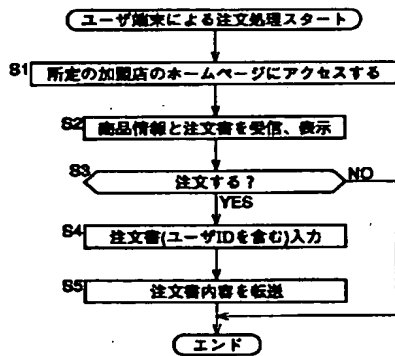 ユーザ端末による注文処理スタート
S1
所定の加盟店のホームページにアクセスする
S2
商品情報と注文書を受信、表示
S3
注文する?
NO
YES
S4
注文書(ユーザIDを含む)入力
S5
注文書内容を転送
エンド